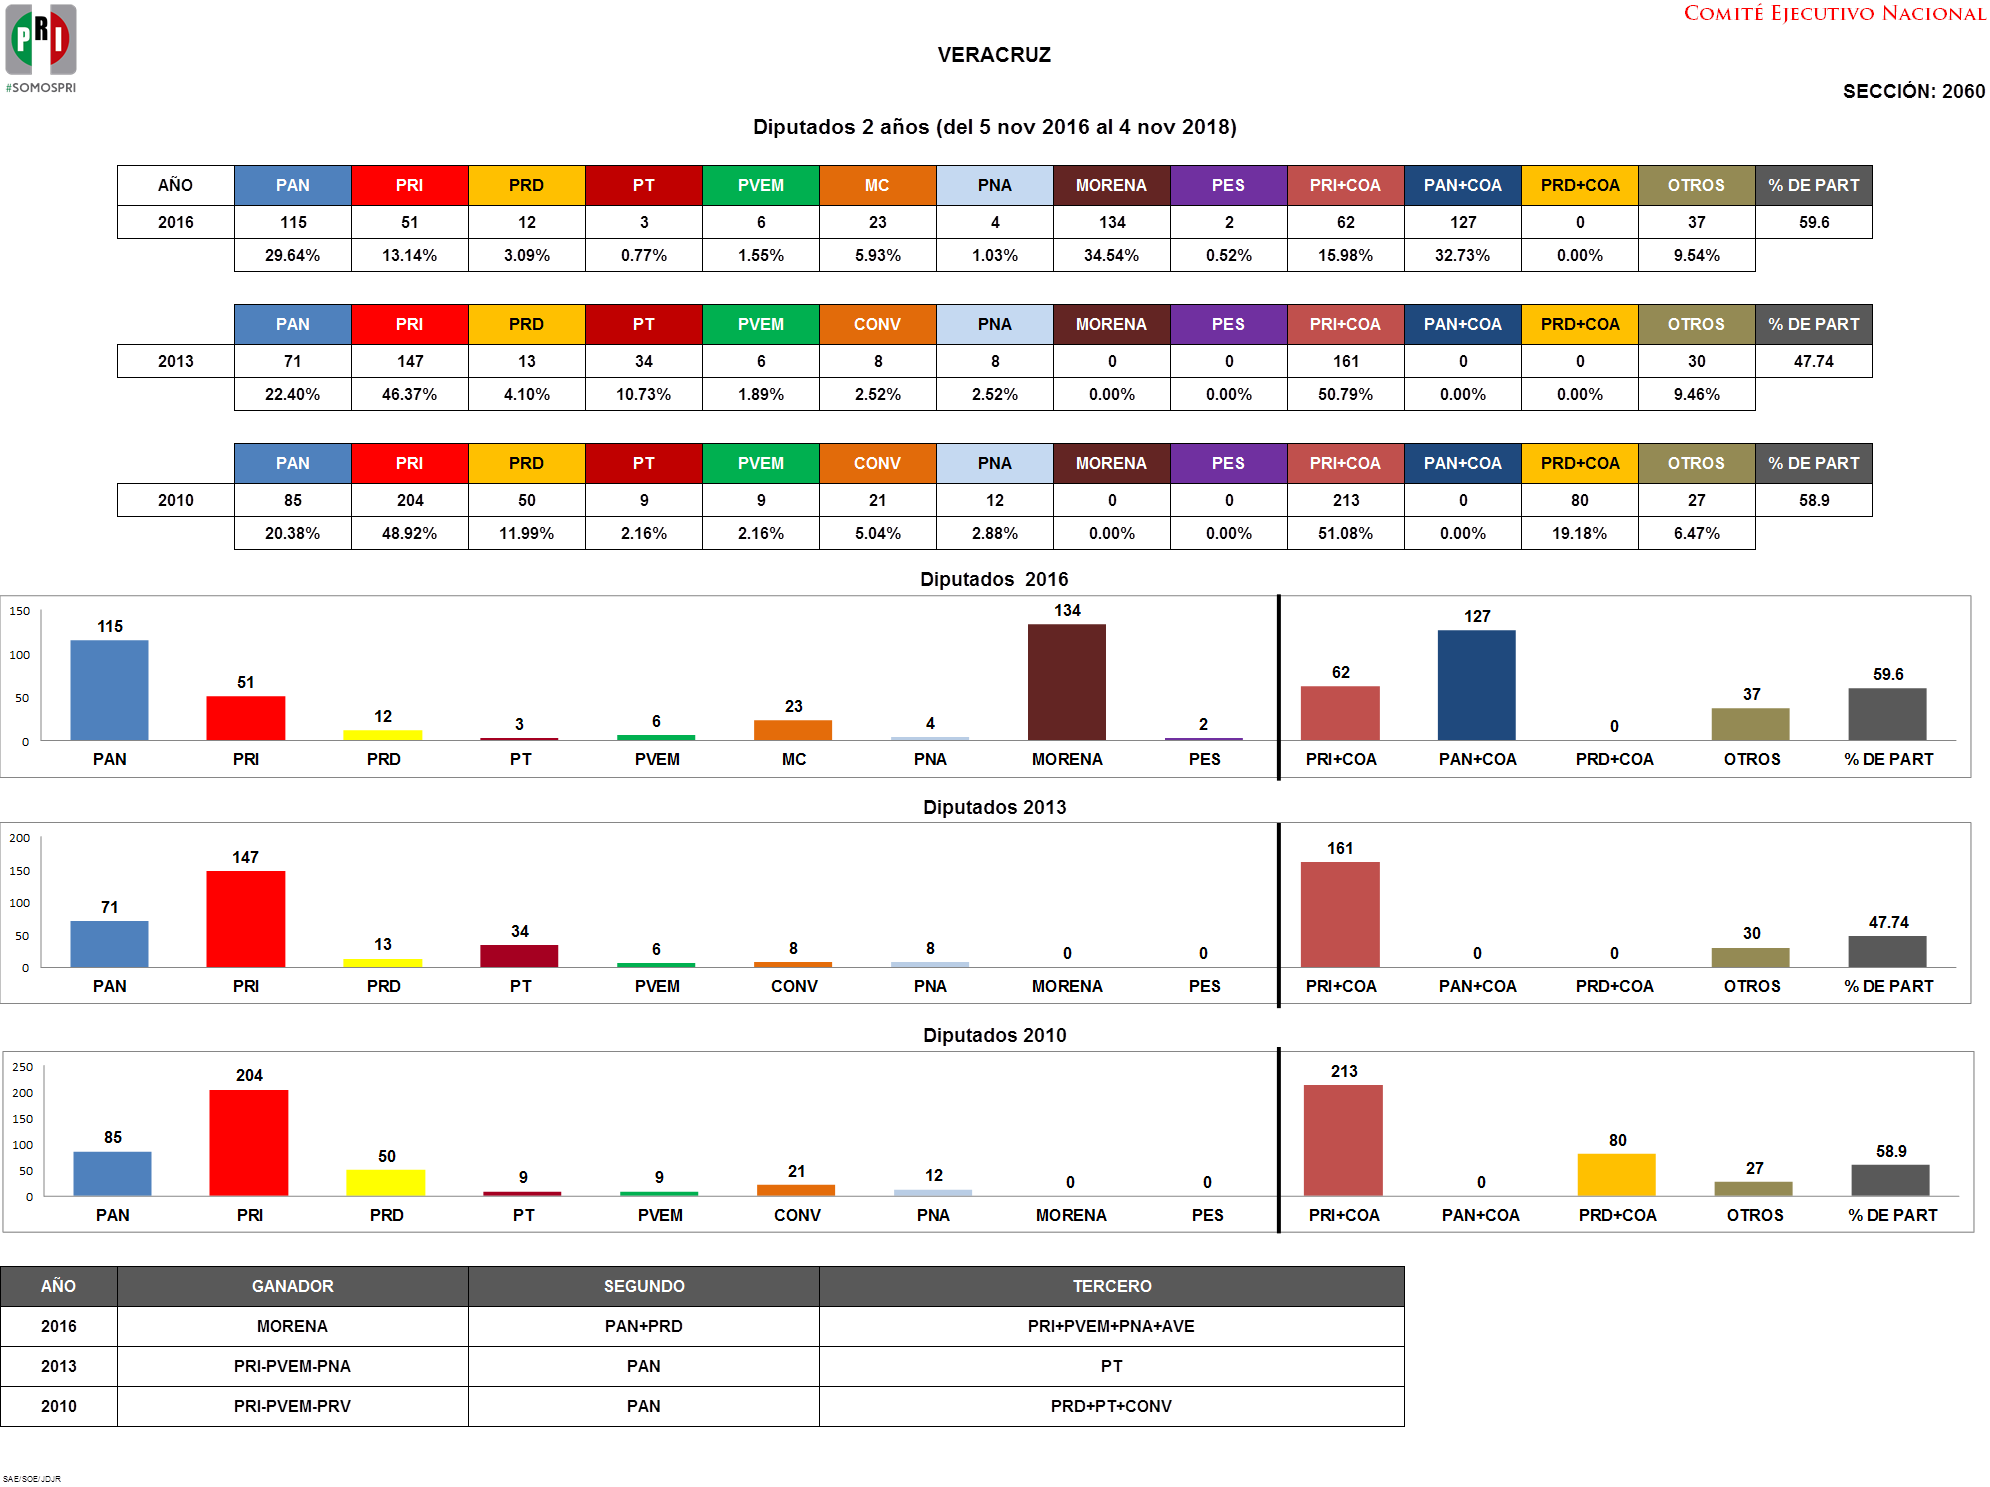 PRI
#SOMOSPRI
COMITÉ EJECUTIVO NACIONAL
VERACRUZ
SECCIÓN: 2060
Diputados 2 años (del 5 nov 2016 al 4 nov 2018)
AÑO PAN PRI PRD PT PVEM MC PNA MORENA PES PRI+COA PAN+COA PRD+COA OTROS % DE PART
2016 115 51 12 3 6 23 4 134 2 62 127 0 37 59.6
29.64% 13.14% 3.09% 0.77% 1.55% 5.93% 1.03% 34.54% 0.52% 15.98% 32.73% 0.00% 9.54%
PAN PRI PRD PT PVEM CONV PNA MORENA PES PRI+COA PAN+COA PRD+COA OTROS % DE PART
2013 71 147 13 34 6 8 8 0 0 161 0 0 30 47.74
22.40% 46.37% 4.10% 10.73% 1.89% 2.52% 2.52% 0.00% 0.00% 50.79% 0.00% 0.00% 9.46%
PAN PRI PRD PT PVEM CONV PNA MORENA PES PRI+COA PAN+COA PRD+COA OTROS % DE PART
2010 85 204 50 9 9 21 12 0 0 213 0 80 27 58.9
20.38% 48.92% 11.99% 2.16% 2.16% 5.04% 2.88% 0.00% 0.00% 51.08% 0.00% 19.18% 6.47%
Diputados 2016
150
100
50
0
115 51 12 3 6 23 4 134 2 62 127 0 37 59.6
PAN PRI PRD PT PVEM MC PNA MORENA PES PRI+COA PAN+COA PRD+COA OTROS % DE PART
Diputados 2013
200
150
100
50
0
71 147 13 34 6 8 8 0 0 161 0 0 30 47.74
PAN PRI PRD PT PVEM CONV PNA MORENA PES PRI+COA PAN+COA PRD+COA OTROS % DE PART
Diputados 2010
250
200
150
100
50
0
85 204 50 9 9 21 12 0 0 213 0 80 27 58.9
PAN PRI PRD PT PVEM CONV PNA MORENA PES PRI+COA PAN+COA PRD+COA OTROS % DE PART
AÑO GANADOR SEGUNDO TERCERO
2016 MORENA PAN+PRD PRI+PVEM+PNA+AVE
2013 PRI-PVEM-PNA PAN PT
2010 PRI-PVEM-PRV PAN PRD+PT+CONV
SAE/SOE/JDJR